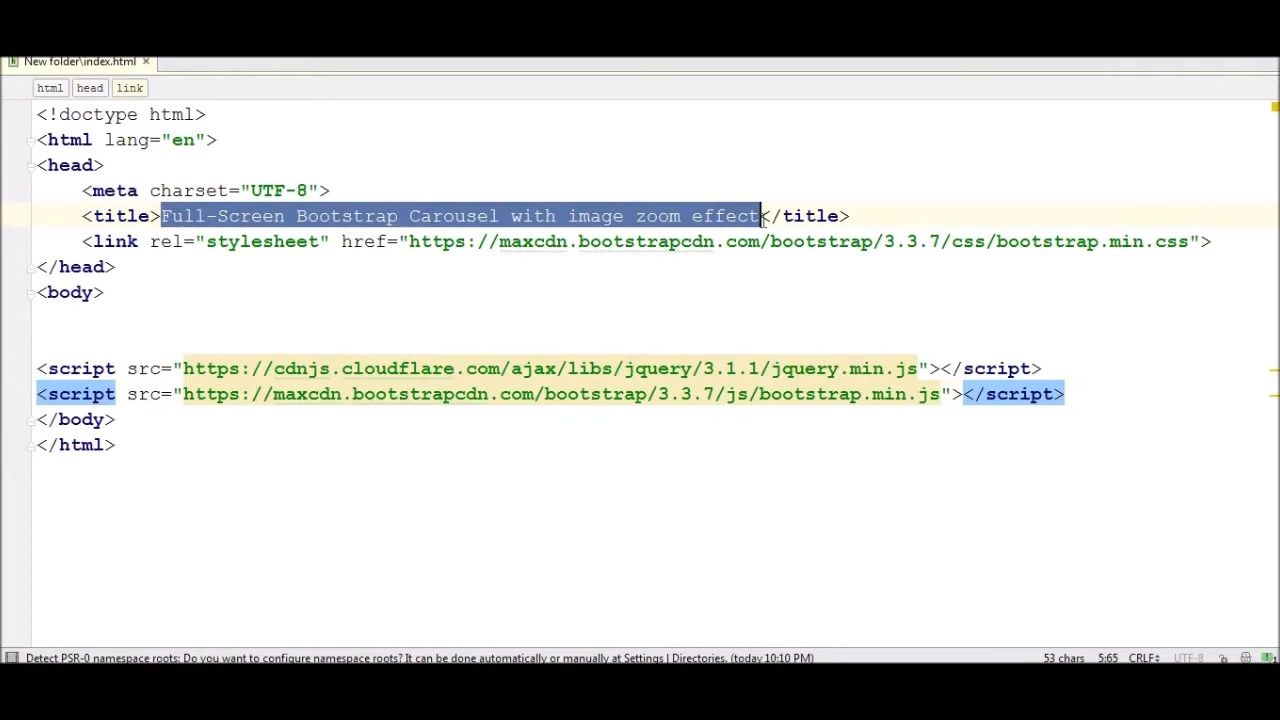 New folder\index.html
html head link
<!doctype html>
<html lang="en">
<head>
<meta charset="UTF-8">
<title>Full-Screen Bootstrap Carousel with image zoom effect</title>
<link rel="stylesheet" href="https://maxcdn.bootstrapcdn.com/bootstrap/3.3.7/css/bootstrap.min.css">
</head>
<body>
<script src="https://cdnjs.cloudflare.com/ajax/libs/jquery/3.1.1/jquery.min.js"></script>
<script src="https://maxcdn.bootstrapcdn.com/bootstrap/3.3.7/js/bootstrap.min.js"></script>
</body>
</html>
Detect PSR-0 namespace roots: Do you want to configure namespace roots? It can be done automatically or manually at Settings | Directories. (today 10:10 PM) 53 chars 5:65 CRLF UTF-8 1